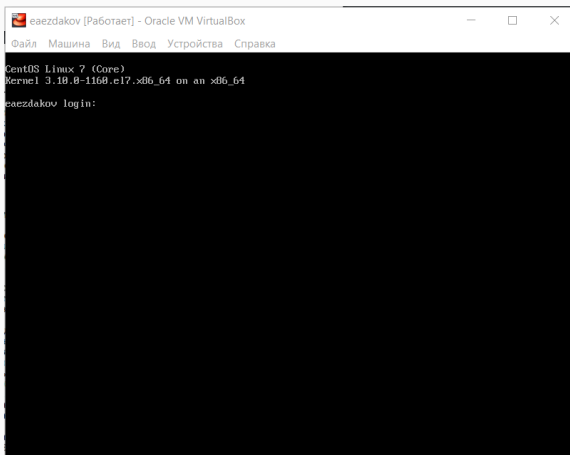 eaezdakov [Работает] - Oracle VM VirtualBox
Файл Машина Вид Ввод Устройства Справка
CentOS Linux 7 (Core)
Kernel 3.10.0-1160.el7.x86_64 on an x86_64
eaezdakov login: